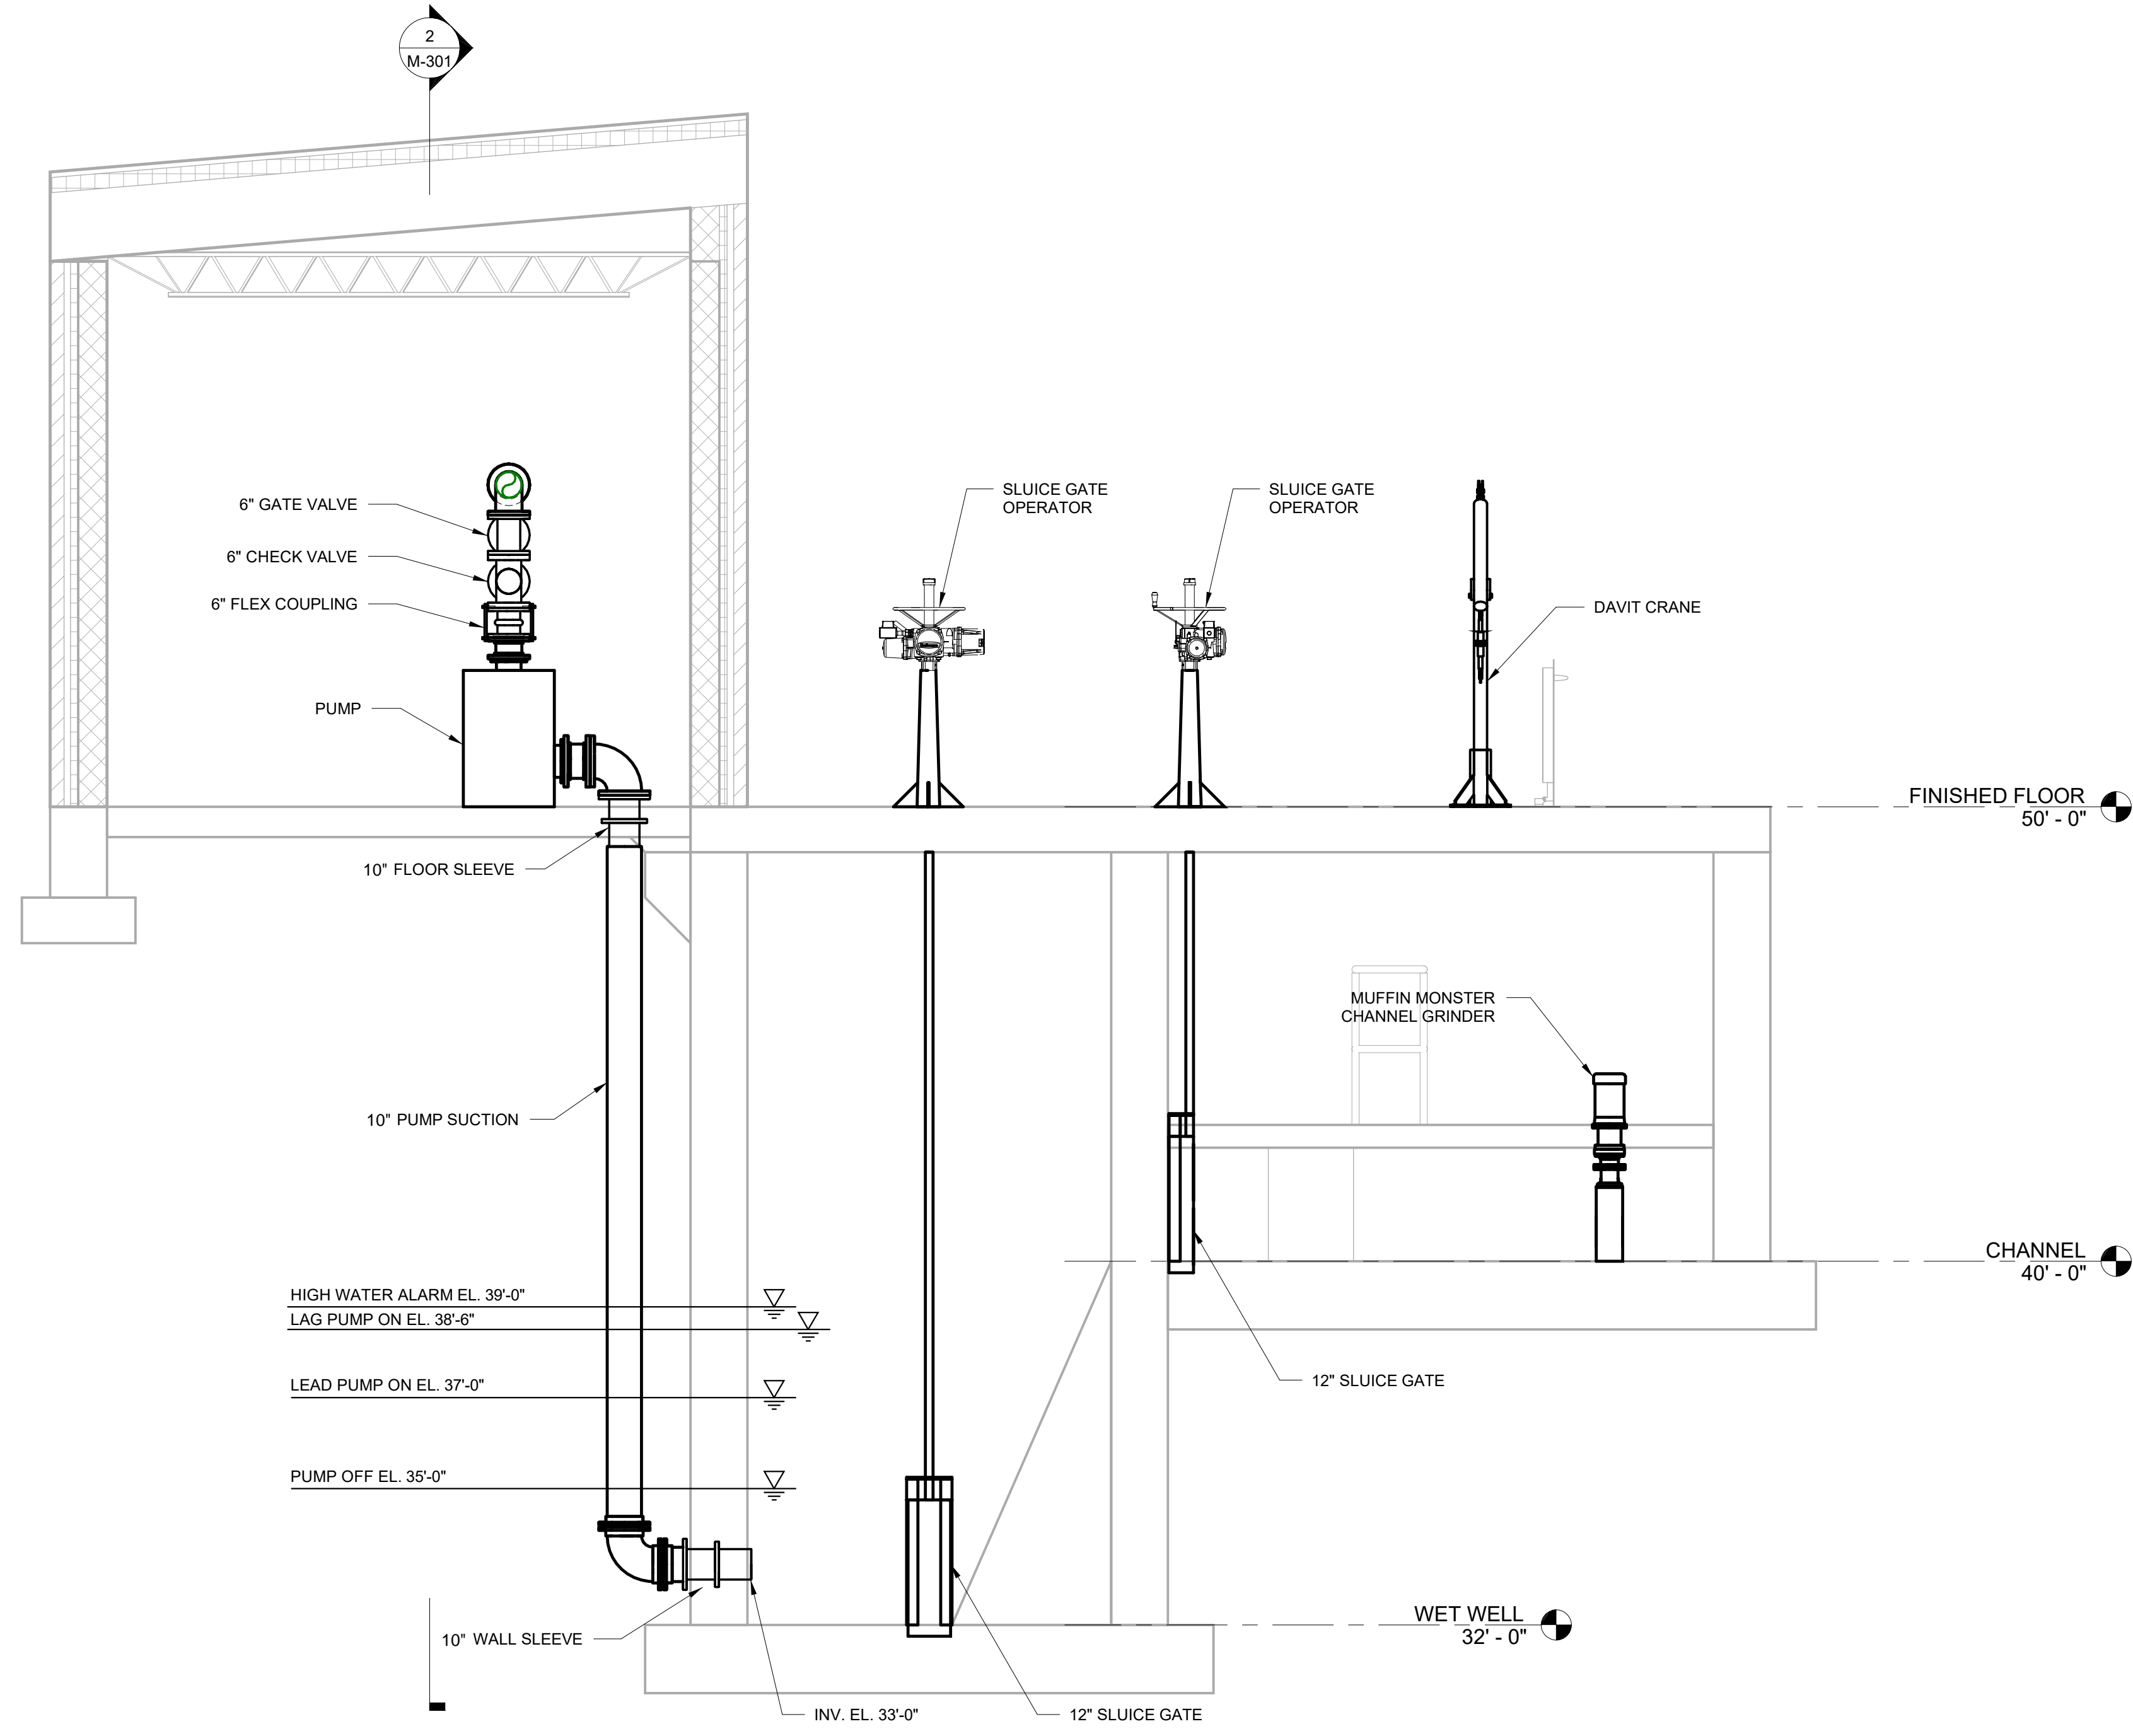 2
M-301
6" GATE VALVE
6" CHECK VALVE
6" FLEX COUPLING
PUMP
SLUICE GATE
OPERATOR
SLUICE GATE
OPERATOR
DAVIT CRANE
FINISHED FLOOR
50' - 0"
10" FLOOR SLEEVE
MUFFIN MONSTER
CHANNEL GRINDER
10" PUMP SUCTION
CHANNEL
40' - 0"
HIGH WATER ALARM EL. 39'-0"
LAG PUMP ON EL. 38'-6"
LEAD PUMP ON EL. 37'-0"
12" SLUICE GATE
PUMP OFF EL. 35'-0"
WET WELL
32' - 0"
10" WALL SLEEVE
INV. EL. 33'-0"
12" SLUICE GATE